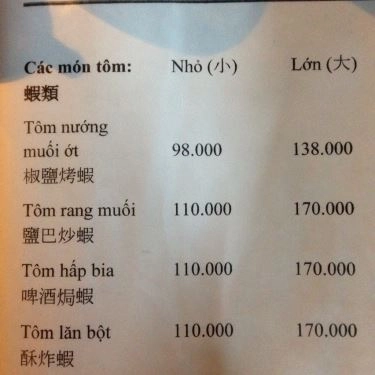 Các món tôm: Nhỏ (小) Lớn (大)
蝦類
Tôm nướng
muối ớt 98.000 138.000
椒鹽烤蝦
Tôm rang muối 110.000 170.000
鹽巴炒蝦
Tôm hấp bia 110.000 170.000
啤酒焗蝦
Tôm lăn bột 110.000 170.000
酥炸蝦